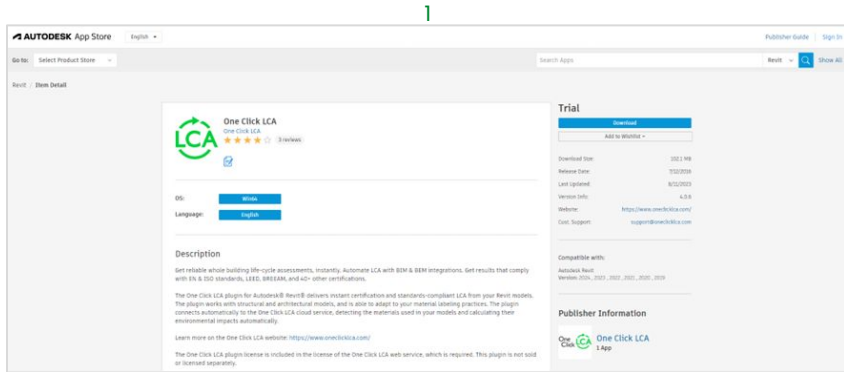 1
AUTODESK App Store
English
Publisher Guide
Sign In
Go to:
Select Product Store
Search Apps
Revit
Show All
Revit / Item Detail
LCA
One Click LCA
One Click LCA
3 reviews
OS:
Win64
Language:
English
Description
Get reliable whole building life-cycle assessments, instantly. Automate LCA with BIM & BEM integrations. Get results that comply
with EN & ISO standards, LEED, BREEAM, and 40+ other certifications.
The One Click LCA plugin for Autodesk® Revit® delivers instant certification and standards-compliant LCA from your Revit models.
The plugin works with structural and architectural models, and is able to adapt to your material labeling practices. The plugin
connects automatically to the One Click LCA cloud service, detecting the materials used in your models and calculating their
environmental impacts automatically.
Learn more on the One Click LCA website: https://www.oneclicklca.com/
The One Click LCA plugin license is included in the license of the One Click LCA web service, which is required. This plugin is not sold
or licensed separately.
Trial
Download
Add to Wishlist +
Download Size:
Release Date: 7/12/2016
Last Updated: 8/11/2023
Version Info:
Website: https://www.oneclicklca.com/
Cust. Support: support@oneclicklca.com
Compatible with:
Autodesk Revit
Version: 2024, 2023, 2022, 2021, 2020, 2019
Publisher Information
One Click LCA
One Click LCA
1 App